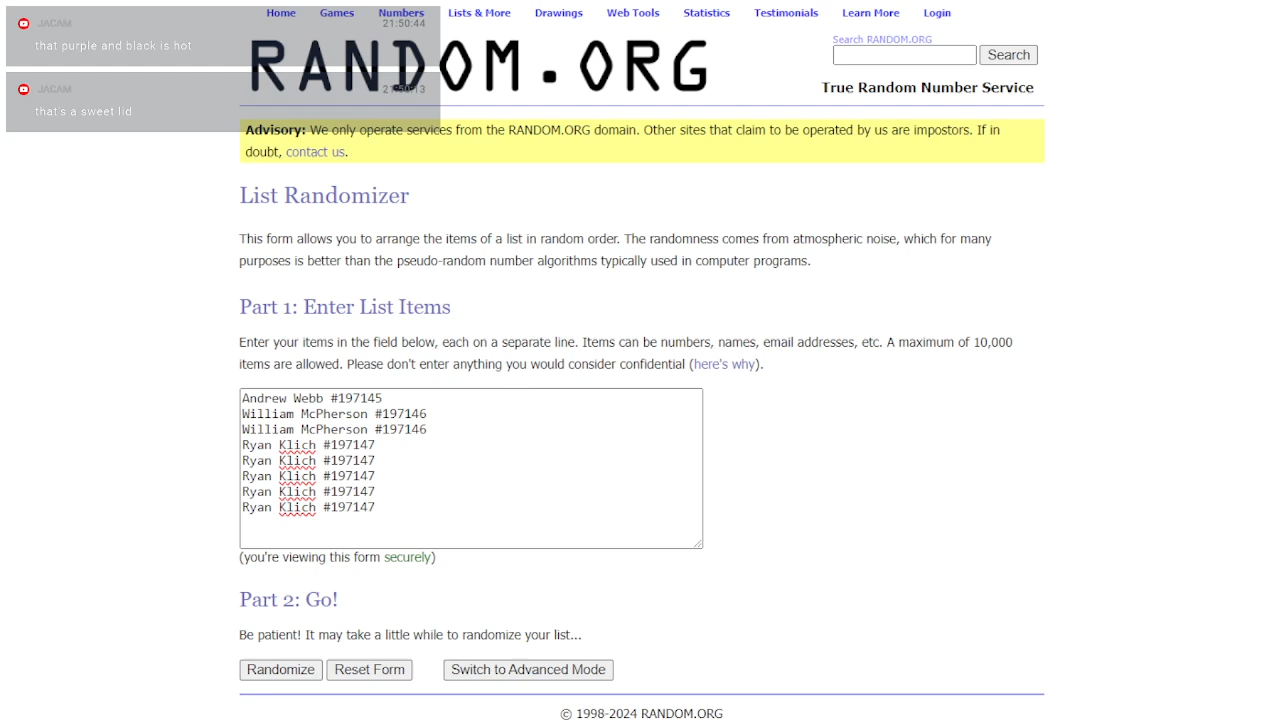 JACAM 21:50:44
that purple and black is hot
JACAM 21:50:13
that's a sweet lid
Home Games Numbers Lists & More Drawings Web Tools Statistics Testimonials Learn More Login
RANDOM.ORG
Search RANDOM.ORG
Search
True Random Number Service
Advisory: We only operate services from the RANDOM.ORG domain. Other sites that claim to be operated by us are impostors. If in
doubt, contact us.
List Randomizer
This form allows you to arrange the items of a list in random order. The randomness comes from atmospheric noise, which for many
purposes is better than the pseudo-random number algorithms typically used in computer programs.
Part 1: Enter List Items
Enter your items in the field below, each on a separate line. Items can be numbers, names, email addresses, etc. A maximum of 10,000
items are allowed. Please don't enter anything you would consider confidential (here's why).
Andrew Webb #197145
William McPherson #197146
William McPherson #197146
Ryan Klich #197147
Ryan Klich #197147
Ryan Klich #197147
Ryan Klich #197147
Ryan Klich #197147
(you're viewing this form securely)
Part 2: Go!
Be patient! It may take a little while to randomize your list...
Randomize Reset Form Switch to Advanced Mode
© 1998-2024 RANDOM.ORG